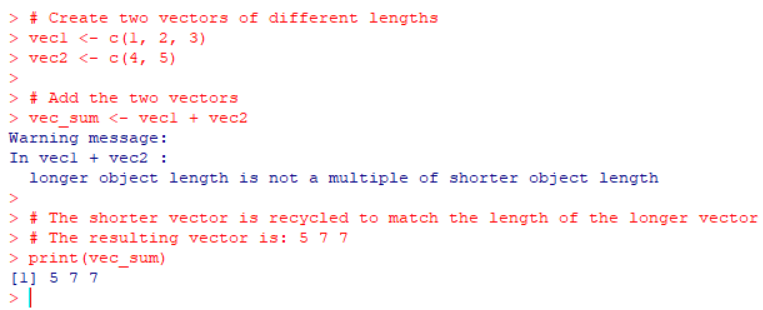 > # Create two vectors of different lengths
> vec1 <- c(1, 2, 3)
> vec2 <- c(4, 5)
>
> # Add the two vectors
> vec_sum <- vec1 + vec2
Warning message:
In vec1 + vec2 :
  longer object length is not a multiple of shorter object length
>
> # The shorter vector is recycled to match the length of the longer vector
> # The resulting vector is: 5 7 7
> print(vec_sum)
[1] 5 7 7
>